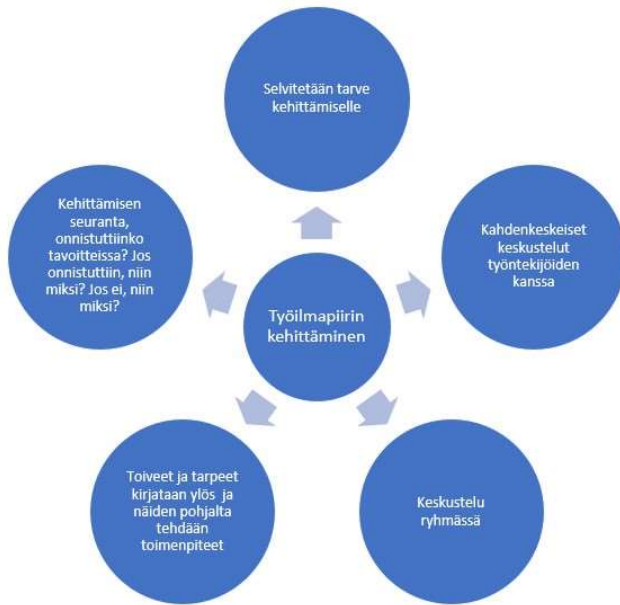 Selvitetään tarve
kehittämiselle
Kahdenkeskeiset
keskustelut
työntekijöiden
kanssa
Keskustelu
ryhmässä
Toiveet ja tarpeet
kirjataan ylös ja
näiden pohjalta
tehdään
toimenpiteet
Kehittämisen
seuranta,
onnistuttiinko
tavoitteissa? Jos
onnistuttiin, niin
miksi? Jos ei, niin
miksi?
Työilmapiirin
kehittäminen